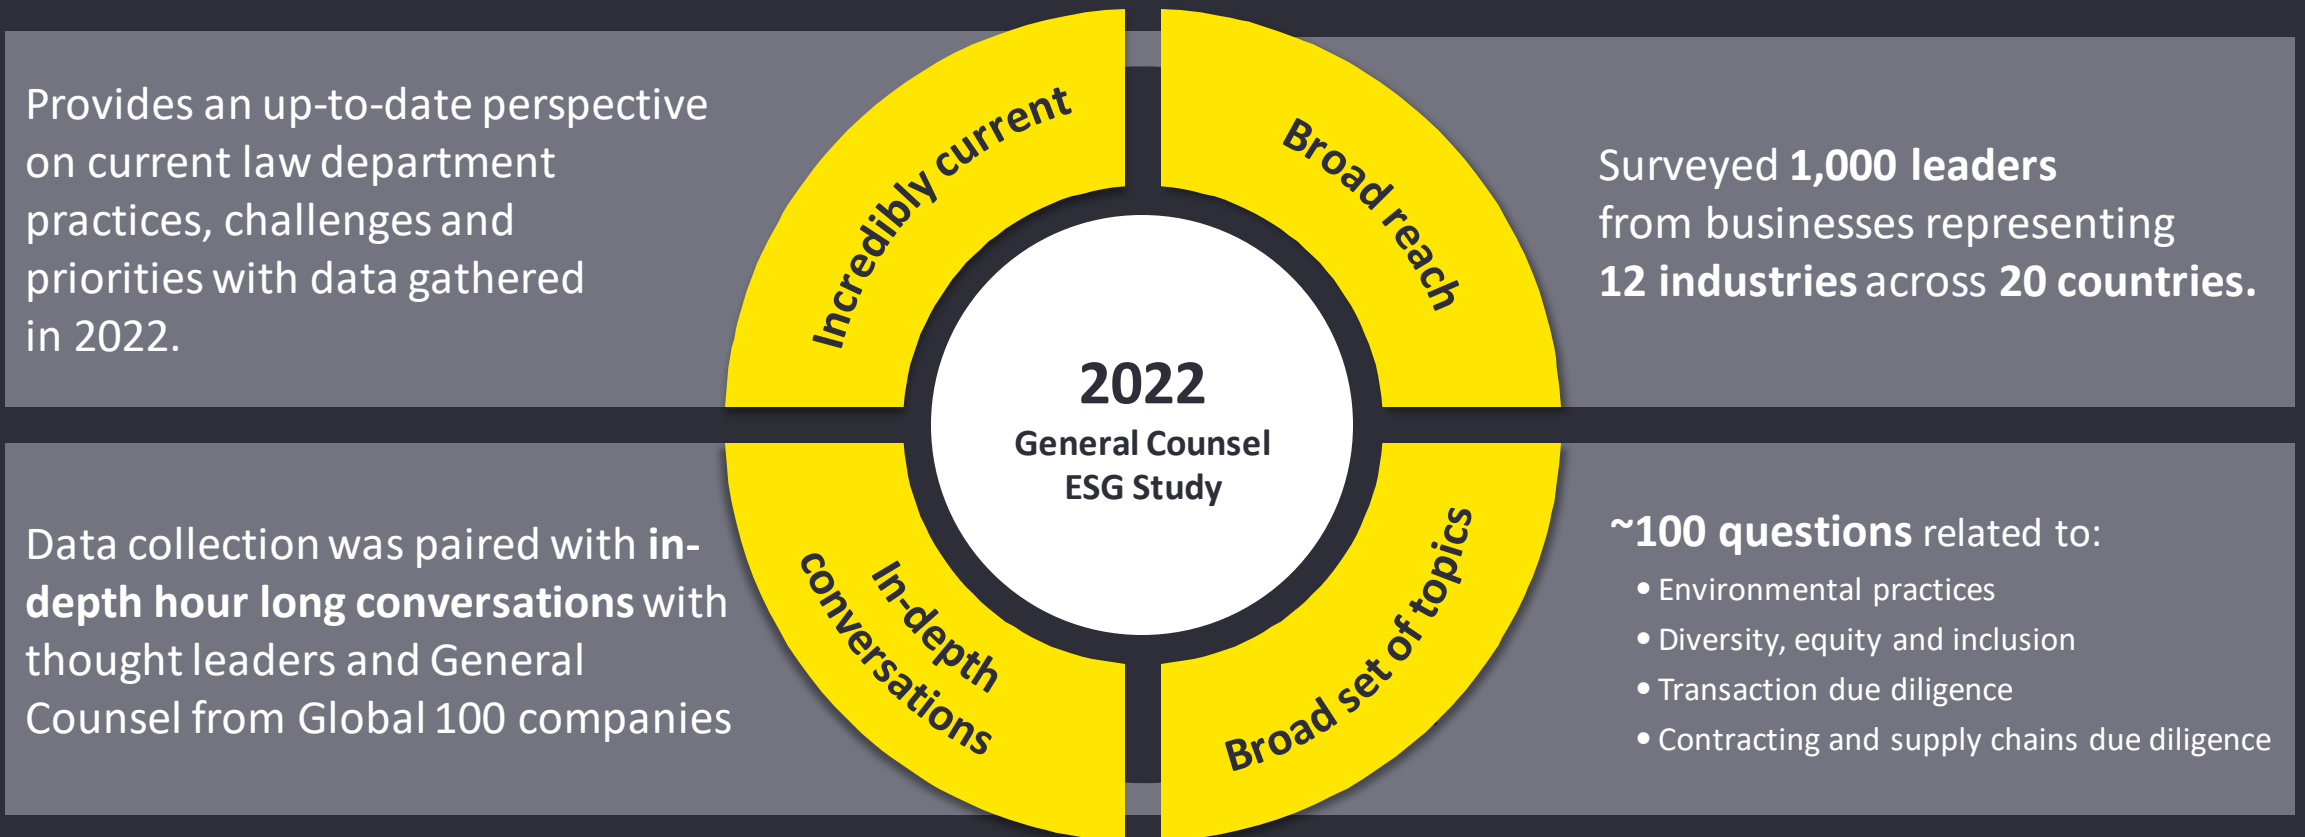 Provides an up-to-date perspective
on current law department
practices, challenges and
priorities with data gathered
in 2022.
Incredibly current
Broad reach
Surveyed 1,000 leaders
from businesses representing
12 industries across 20 countries.
2022
General Counsel
ESG Study
Data collection was paired with in-
depth hour long conversations with
thought leaders and General
Counsel from Global 100 companies
In-depth
conversations
Broad set of topics
~100 questions related to:
• Environmental practices
• Diversity, equity and inclusion
• Transaction due diligence
• Contracting and supply chains due diligence